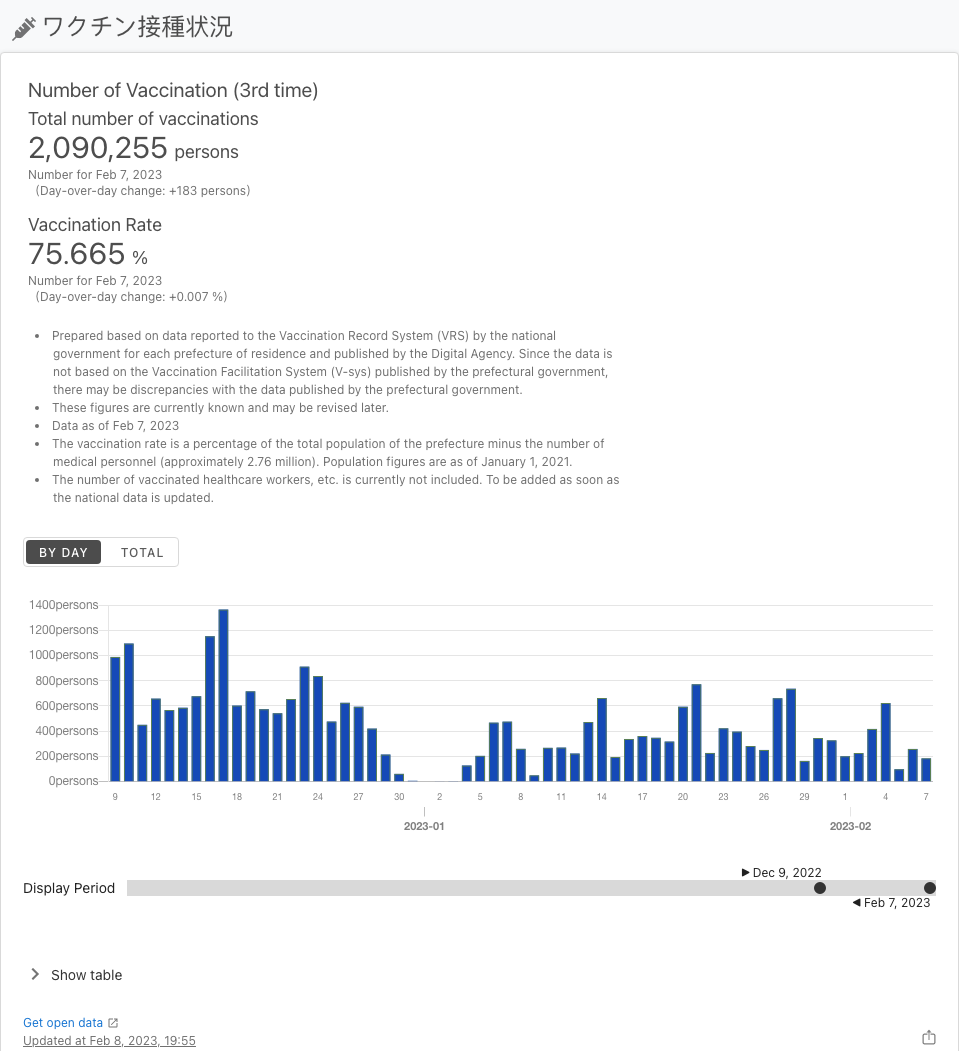 ワクチン接種状況
Number of Vaccination (3rd time)
Total number of vaccinations
2,090,255 persons
Number for Feb 7, 2023
(Day-over-day change: +183 persons)
Vaccination Rate
75.665 %
Number for Feb 7, 2023
(Day-over-day change: +0.007 %)
• Prepared based on data reported to the Vaccination Record System (VRS) by the national
government for each prefecture of residence and published by the Digital Agency. Since the data is
not based on the Vaccination Facilitation System (V-sys) published by the prefectural government,
there may be discrepancies with the data published by the prefectural government.
• These figures are currently known and may be revised later.
• Data as of Feb 7, 2023
• The vaccination rate is a percentage of the total population of the prefecture minus the number of
medical personnel (approximately 2.76 million). Population figures are as of January 1, 2021.
• The number of vaccinated healthcare workers, etc. is currently not included. To be added as soon as
the national data is updated.
BY DAY TOTAL
1400persons
1200persons
1000persons
800persons
600persons
400persons
200persons
0persons
9 12 15 18 21 24 27 30 2 5 8 11 14 17 20 23 26 29 1 4 7
2023-01 2023-02
Dec 9, 2022
Display Period
Feb 7, 2023
Show table
Get open data
Updated at Feb 8, 2023, 19:55